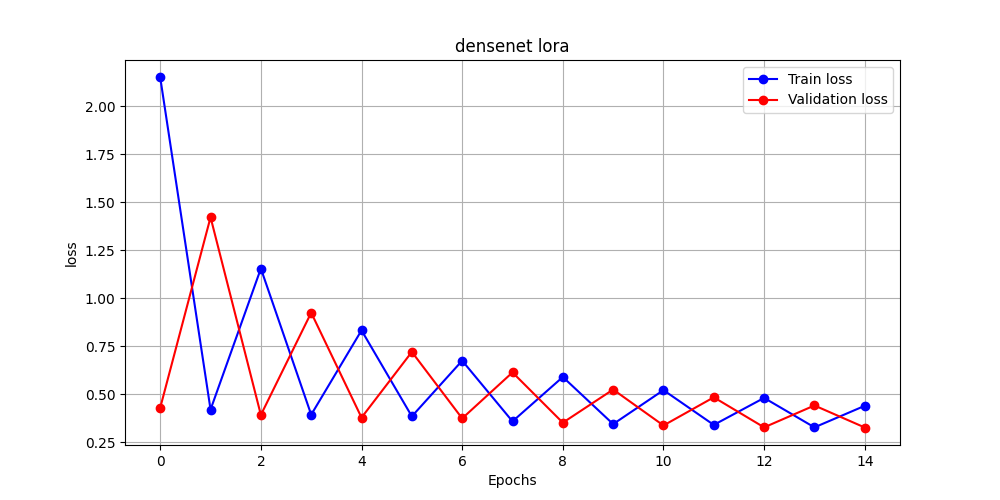 densenet lora
Train loss
Validation loss
2.00
1.75
1.50
1.25
1.00
0.75
0.50
0.25
loss
0 2 4 6 8 10 12 14
Epochs